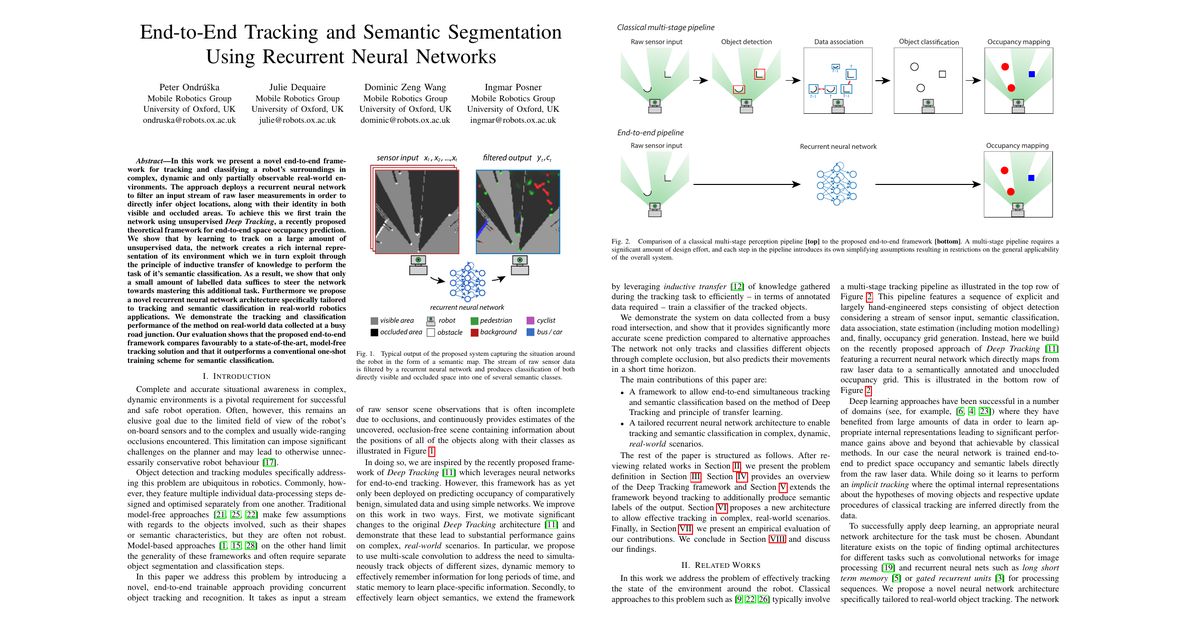 End-to-End Tracking and Semantic Segmentation
Using Recurrent Neural Networks
Peter Ondrúška
Mobile Robotics Group
University of Oxford, UK
ondruska@robots.ox.ac.uk
Julie Dequaire
Mobile Robotics Group
University of Oxford, UK
julie@robots.ox.ac.uk
Dominic Zeng Wang
Mobile Robotics Group
University of Oxford, UK
dominic@robots.ox.ac.uk
Ingmar Posner
Mobile Robotics Group
University of Oxford, UK
ingmar@robots.ox.ac.uk
Abstract—In this work we present a novel end-to-end frame-
work for tracking and classifying a robot's surroundings in
complex, dynamic and only partially observable real-world en-
vironments. The approach deploys a recurrent neural network
to filter an input stream of raw laser measurements in order to
directly infer object locations, along with their identity in both
visible and occluded areas. To achieve this we first train the
network using unsupervised Deep Tracking, a recently proposed
theoretical framework for end-to-end space occupancy prediction.
We show that by learning to track on a large amount of
unsupervised data, the network creates a rich internal repre-
sentation of its environment which we in turn exploit through
the principle of inductive transfer of knowledge to perform the
task of it's semantic classification. As a result, we show that only
a small amount of labelled data suffices to steer the network
towards mastering this additional task. Furthermore we propose
a novel recurrent neural network architecture specifically tailored
to tracking and semantic classification in real-world robotics
applications. We demonstrate the tracking and classification
performance of the method on real-world data collected at a busy
road junction. Our evaluation shows that the proposed end-to-end
framework compares favourably to a state-of-the-art, model-free
tracking solution and that it outperforms a conventional one-shot
training scheme for semantic classification.
I. INTRODUCTION
Complete and accurate situational awareness in complex,
dynamic environments is a pivotal requirement for successful
and safe robot operation. Often, however, this remains an
elusive goal due to the limited field of view of the robot's
on-board sensors and to the complex and usually wide-ranging
occlusions encountered. This limitation can impose significant
challenges on the planner and may lead to otherwise unnec-
essarily conservative robot behaviour [17].
Object detection and tracking modules specifically address-
ing this problem are ubiquitous in robotics. Commonly, how-
ever, they feature multiple individual data-processing steps de-
signed and optimised separately from one another. Traditional
model-free approaches [21, 25, 22] make few assumptions
with regards to the objects involved, such as their shapes
or semantic characteristics, but they are often not robust.
Model-based approaches [1, 15, 28] on the other hand limit
the generality of these frameworks and often require separate
object segmentation and classification steps.
In this paper we address this problem by introducing a
novel, end-to-end trainable approach providing concurrent
object tracking and recognition. It takes as input a stream
sensor input x₁, x₂, ...,xₜ
filtered output yₜ,cₜ
recurrent neural network
visible area
robot
pedestrian
cyclist
occluded area
obstacle
background
bus / car
Fig. 1. Typical output of the proposed system capturing the situation around
the robot in the form of a semantic map. The stream of raw sensor data
is filtered by a recurrent neural network and produces classification of both
directly visible and occluded space into one of several semantic classes.
of raw sensor scene observations that is often incomplete
due to occlusions, and continuously provides estimates of the
uncovered, occlusion-free scene containing information about
the positions of all of the objects along with their classes as
illustrated in Figure 1.
In doing so, we are inspired by the recently proposed frame-
work of Deep Tracking [11] which leverages neural networks
for end-to-end tracking. However, this framework has as yet
only been deployed on predicting occupancy of comparatively
benign, simulated data and using simple networks. We improve
on this work in two ways. First, we motivate significant
changes to the original Deep Tracking architecture [11] and
demonstrate that these lead to substantial performance gains
on complex, real-world scenarios. In particular, we propose
to use multi-scale convolution to address the need to simulta-
neously track objects of different sizes, dynamic memory to
effectively remember information for long periods of time, and
static memory to learn place-specific information. Secondly, to
effectively learn object semantics, we extend the framework
Classical multi-stage pipeline
Raw sensor input
Object detection
Data association
Object classification
Occupancy mapping
End-to-end pipeline
Raw sensor input
Recurrent neural network
Occupancy mapping
Fig. 2. Comparison of a classical multi-stage perception pipeline [top] to the proposed end-to-end framework [bottom]. A multi-stage pipeline requires a
significant amount of design effort, and each step in the pipeline introduces its own simplifying assumptions resulting in restrictions on the general applicability
of the overall system.
by leveraging inductive transfer [12] of knowledge gathered
during the tracking task to efficiently – in terms of annotated
data required – train a classifier of the tracked objects.
We demonstrate the system on data collected from a busy
road intersection, and show that it provides significantly more
accurate scene prediction compared to alternative approaches
The network not only tracks and classifies different objects
through complete occlusion, but also predicts their movements
in a short time horizon.
The main contributions of this paper are:
• A framework to allow end-to-end simultaneous tracking
and semantic classification based on the method of Deep
Tracking and principle of transfer learning.
• A tailored recurrent neural network architecture to enable
tracking and semantic classification in complex, dynamic,
real-world scenarios.
The rest of the paper is structured as follows. After re-
viewing related works in Section II, we present the problem
definition in Section III. Section IV provides an overview
of the Deep Tracking framework and Section V extends the
framework beyond tracking to additionally produce semantic
labels of the output. Section VI proposes a new architecture
to allow effective tracking in complex, real-world scenarios.
Finally, in Section VII, we present an empirical evaluation of
our contributions. We conclude in Section VIII and discuss
our findings.
II. RELATED WORKS
In this work we address the problem of effectively tracking
the state of the environment around the robot. Classical
approaches to this problem such as [9, 22, 26] typically involve
a multi-stage tracking pipeline as illustrated in the top row of
Figure 2. This pipeline features a sequence of explicit and
largely hand-engineered steps consisting of object detection
considering a stream of sensor input, semantic classification,
data association, state estimation (including motion modelling)
and, finally, occupancy grid generation. Instead, here we build
on the recently proposed approach of Deep Tracking [11]
featuring a recurrent neural network which directly maps from
raw laser data to a semantically annotated and unoccluded
occupancy grid. This is illustrated in the bottom row of
Figure 2.
Deep learning approaches have been successful in a number
of domains (see, for example, [6, 4, 23]) where they have
benefited from large amounts of data in order to learn ap-
propriate internal representations leading to significant perfor-
mance gains above and beyond that achievable by classical
methods. In our case the neural network is trained end-to-
end to predict space occupancy and semantic labels directly
from the raw laser data. While doing so it learns to perform
an implicit tracking where the optimal internal representations
about the hypotheses of moving objects and respective update
procedures of classical tracking are inferred directly from the
data.
To successfully apply deep learning, an appropriate neural
network architecture for the task must be chosen. Abundant
literature exists on the topic of finding optimal architectures
for different tasks such as convolutional networks for image
processing [19] and recurrent neural nets such as long short
term memory [5] or gated recurrent units [3] for processing
sequences. We propose a novel neural network architecture
specifically tailored to real-world object tracking. The network